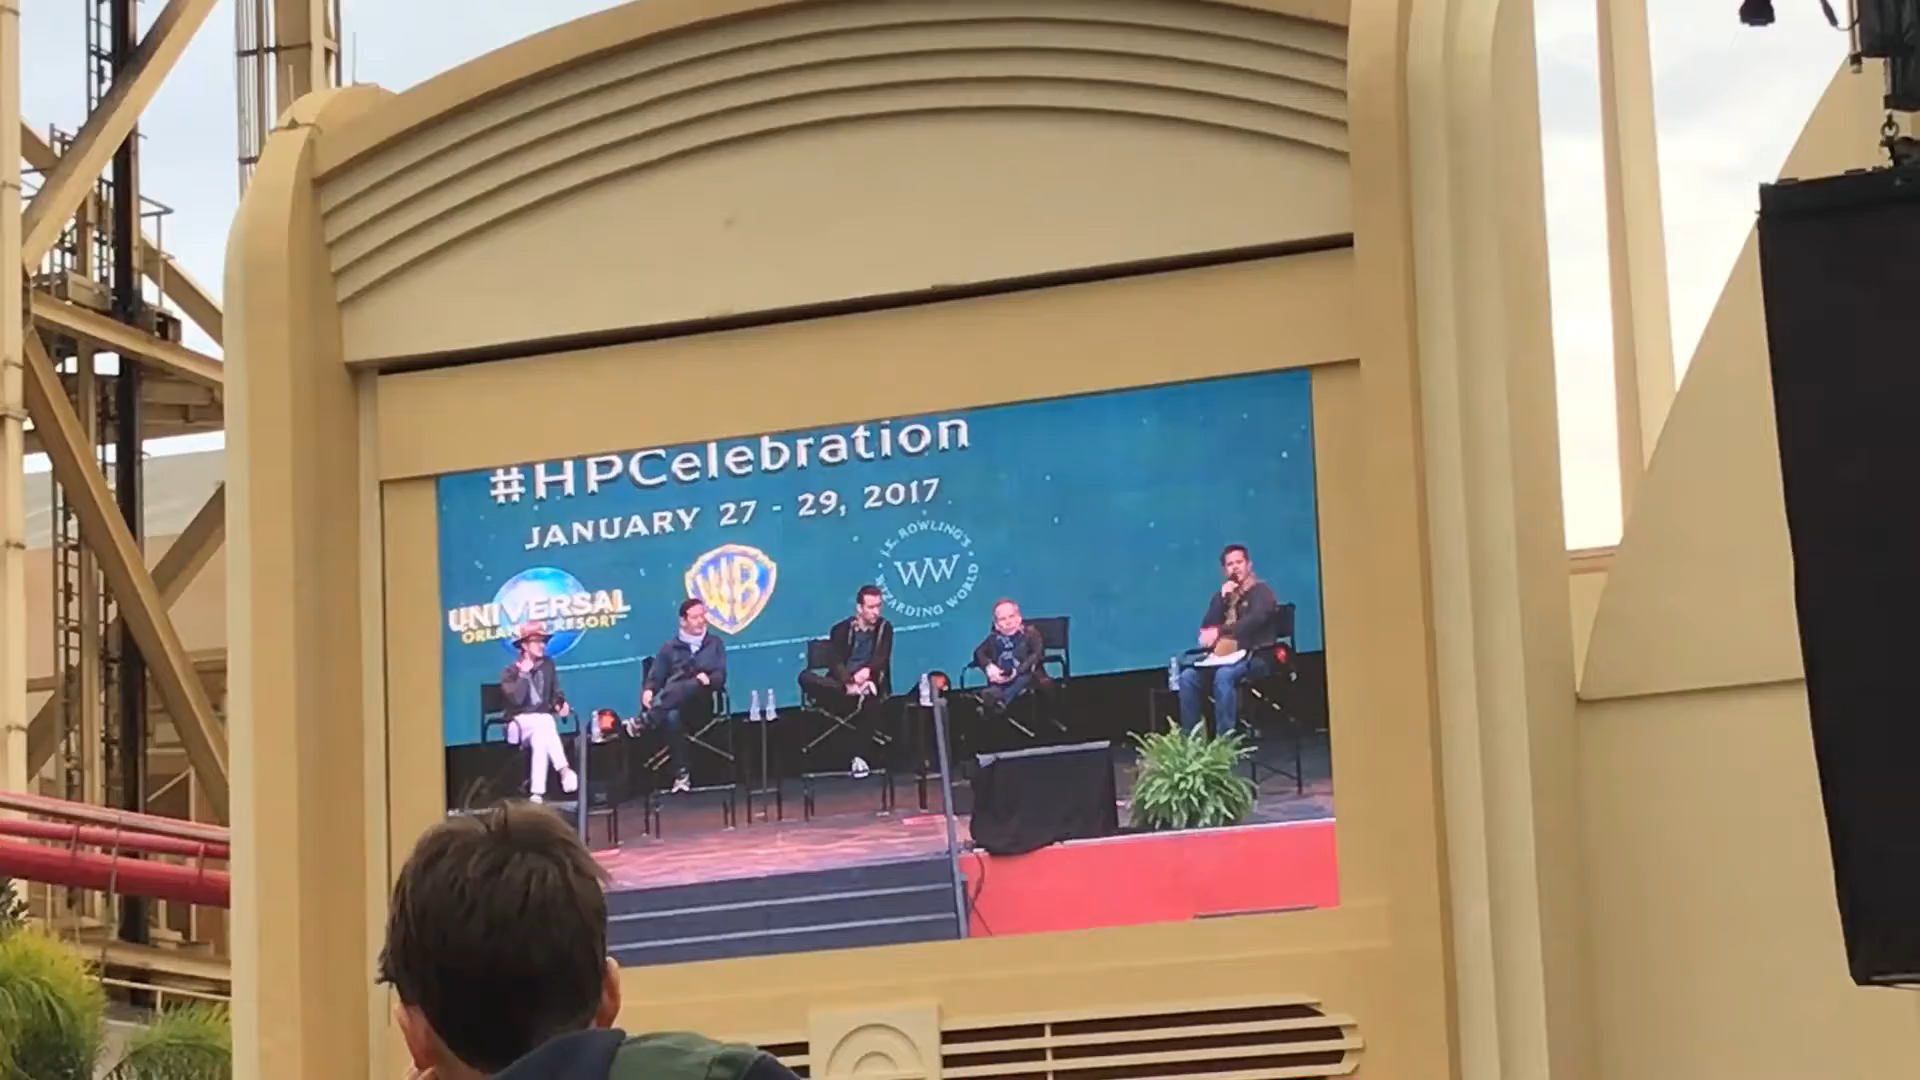 #HPCelebration
JANUARY 27 - 29, 2017
UNIVERSAL
ORLANDO RESORT
WB
J.K. ROWLING'S
WW
WIZARDING WORLD